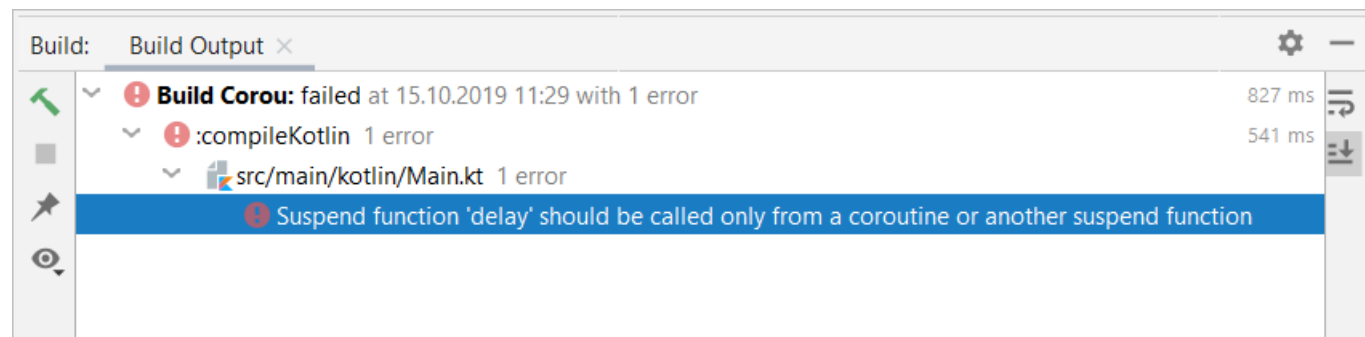 Build: Build Output
Build Corou: failed at 15.10.2019 11:29 with 1 error 827 ms
:compileKotlin 1 error 541 ms
src/main/kotlin/Main.kt 1 error
Suspend function 'delay' should be called only from a coroutine or another suspend function